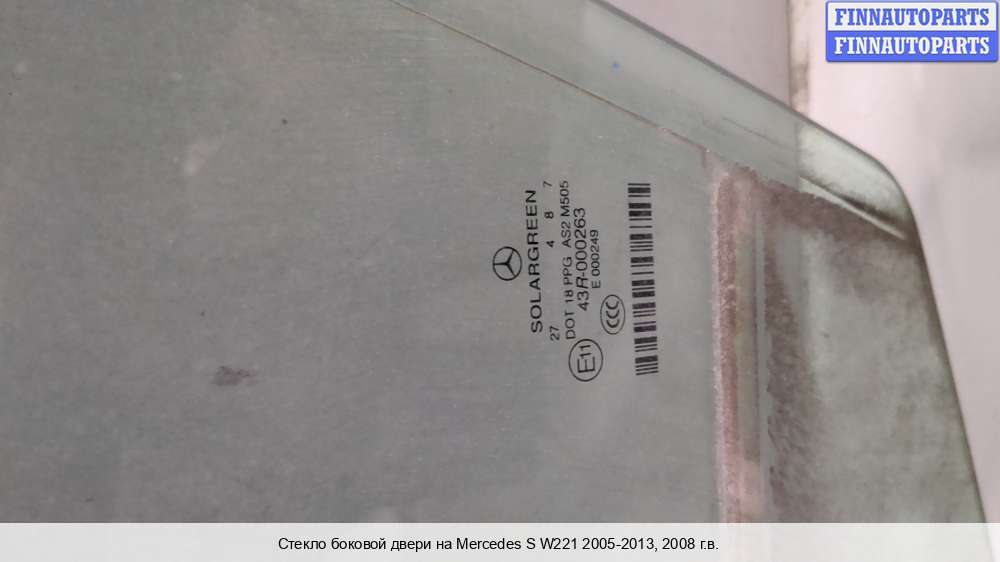 FINNAUTOPARTS
FINNAUTOPARTS
SOLARGREEN
27 4 8 7
DOT 18 PPG AS2 M505
43R-000263
E 000249
E11
CCC
Стекло боковой двери на Mercedes S W221 2005-2013, 2008 г.в.